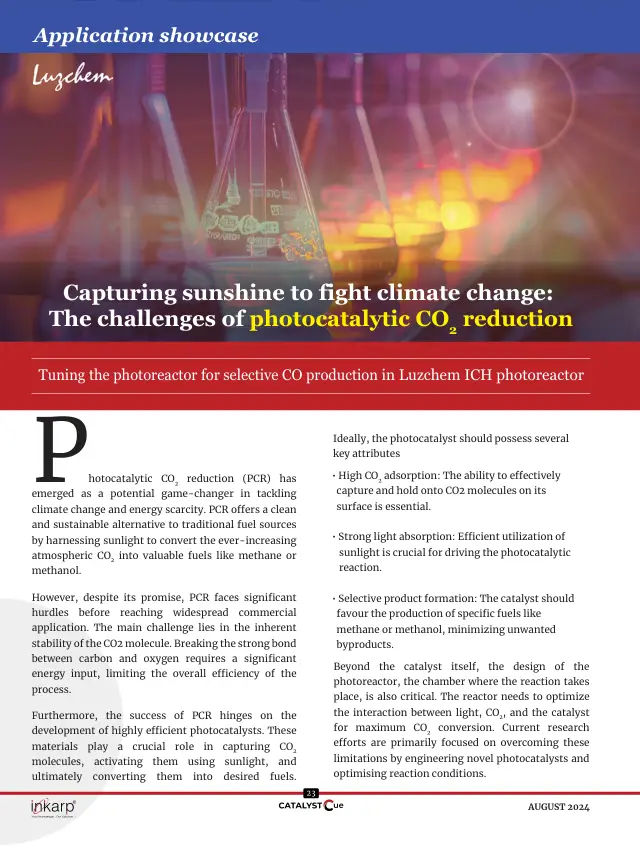 Application showcase
Luzchem
Capturing sunshine to fight climate change:
The challenges of photocatalytic CO₂ reduction
Tuning the photoreactor for selective CO production in Luzchem ICH photoreactor
Photocatalytic CO₂ reduction (PCR) has
emerged as a potential game-changer in tackling
climate change and energy scarcity. PCR offers a clean
and sustainable alternative to traditional fuel sources
by harnessing sunlight to convert the ever-increasing
atmospheric CO₂ into valuable fuels like methane or
methanol.
However, despite its promise, PCR faces significant
hurdles before reaching widespread commercial
application. The main challenge lies in the inherent
stability of the CO2 molecule. Breaking the strong bond
between carbon and oxygen requires a significant
energy input, limiting the overall efficiency of the
process.
Furthermore, the success of PCR hinges on the
development of highly efficient photocatalysts. These
materials play a crucial role in capturing CO₂
molecules, activating them using sunlight, and
ultimately converting them into desired fuels.
Ideally, the photocatalyst should possess several
key attributes
· High CO₂ adsorption: The ability to effectively
capture and hold onto CO2 molecules on its
surface is essential.
· Strong light absorption: Efficient utilization of
sunlight is crucial for driving the photocatalytic
reaction.
· Selective product formation: The catalyst should
favour the production of specific fuels like
methane or methanol, minimizing unwanted
byproducts.
Beyond the catalyst itself, the design of the
photoreactor, the chamber where the reaction takes
place, is also critical. The reactor needs to optimize
the interaction between light, CO₂, and the catalyst
for maximum CO₂ conversion. Current research
efforts are primarily focused on overcoming these
limitations by engineering novel photocatalysts and
optimising reaction conditions.
inkarp®
23
CATALYST Cue
AUGUST 2024